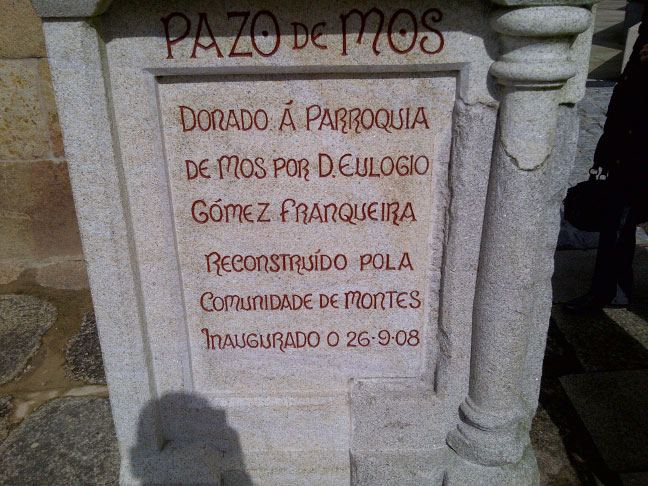 PAZO DE MOS
DONADO Á PARROQUIA
DE MOS POR D. EULOGIO
GÓMEZ FRANQUEIRA
RECONSTRUÍDO POLA
COMUNIDADE DE MONTES
INAUGURADO O 26-9-08